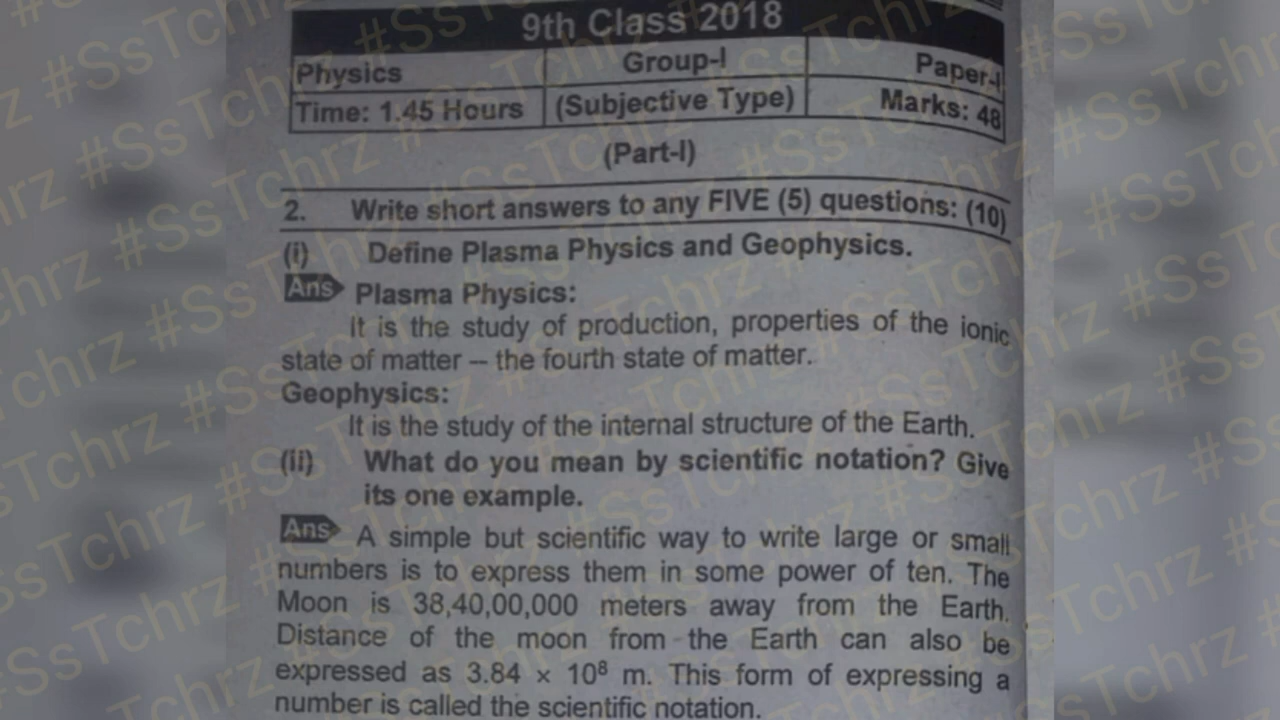 9th Class 2018
Physics Group-I Paper-I
Time: 1.45 Hours (Subjective Type) Marks: 48
(Part-I)
2. Write short answers to any FIVE (5) questions: (10)
(i) Define Plasma Physics and Geophysics.
Ans Plasma Physics:
It is the study of production, properties of the ionic
state of matter – the fourth state of matter.
Geophysics:
It is the study of the internal structure of the Earth.
(ii) What do you mean by scientific notation? Give
its one example.
Ans A simple but scientific way to write large or small
numbers is to express them in some power of ten. The
Moon is 38,40,00,000 meters away from the Earth.
Distance of the moon from the Earth can also be
expressed as 3.84 × 10⁸ m. This form of expressing a
number is called the scientific notation.
#SsTchrz